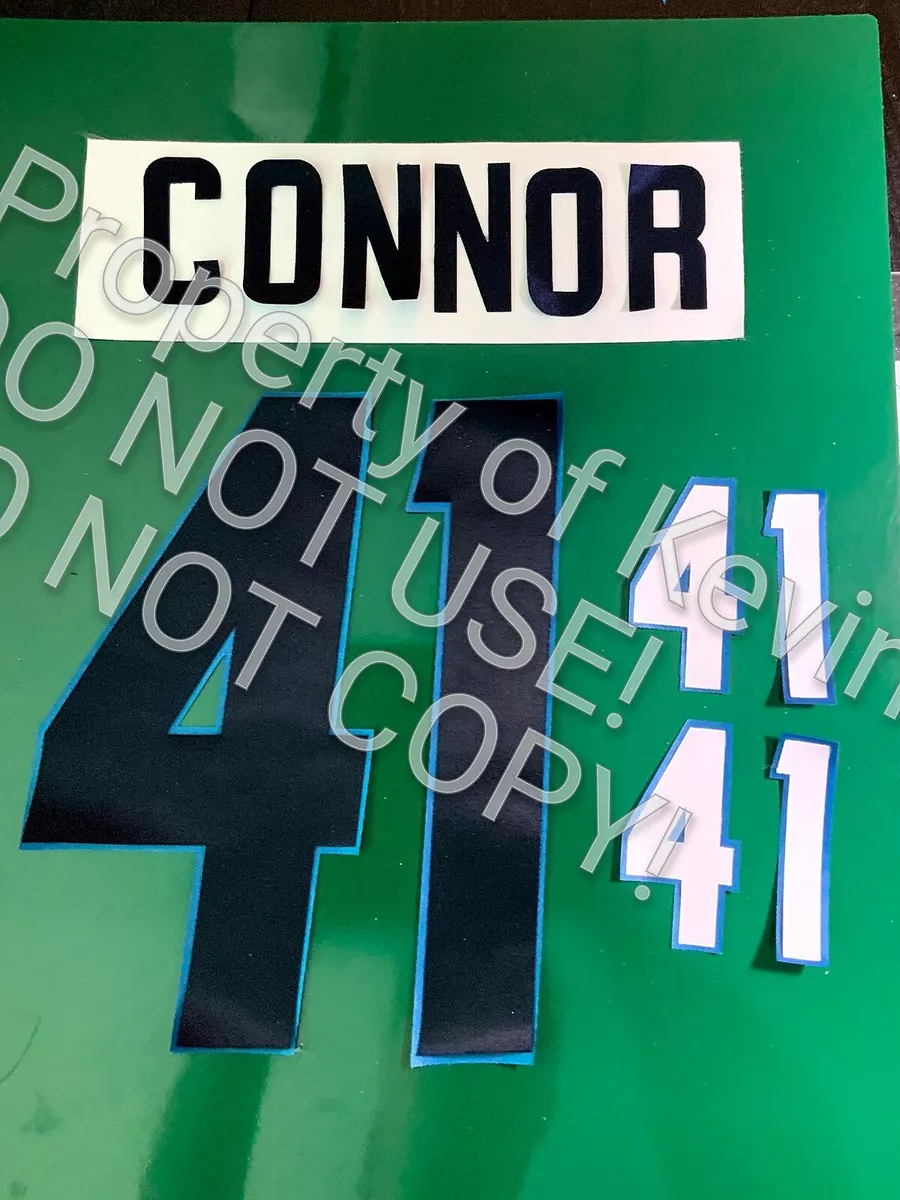 CONNOR
41
41
41
Property of Kevin
DO NOT USE!
DO NOT COPY!